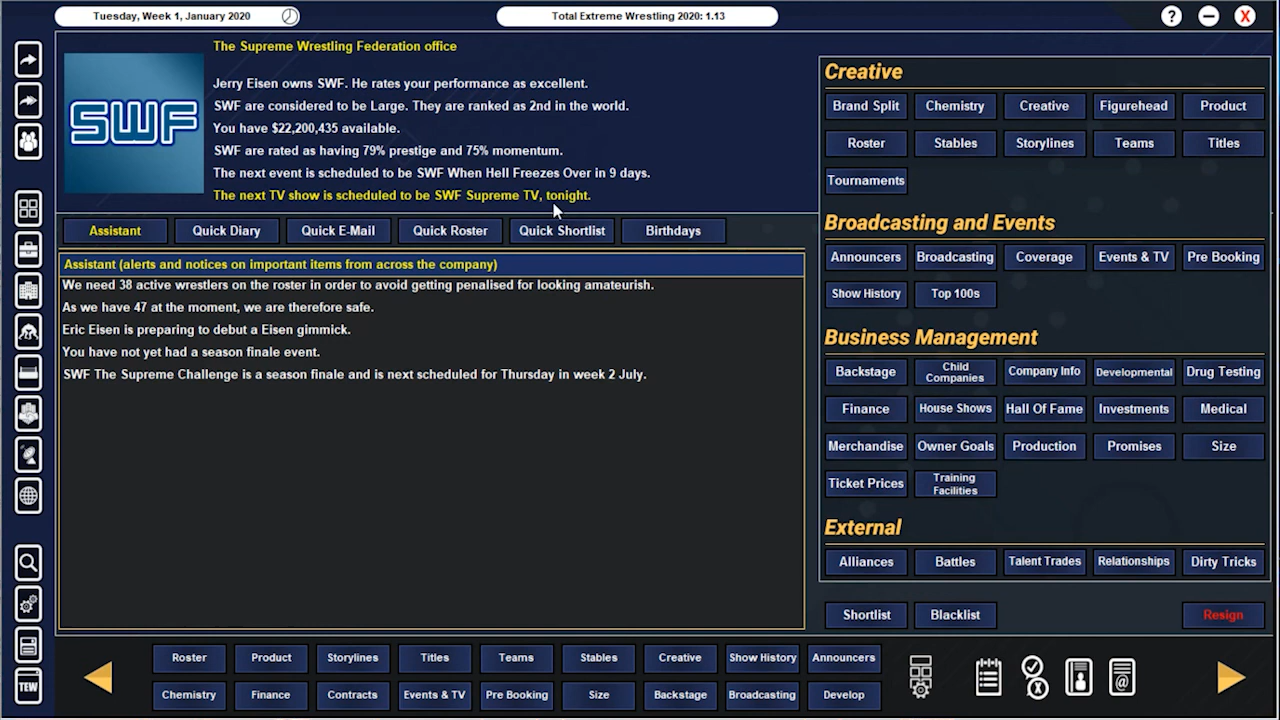 Tuesday, Week 1, January 2020
Total Extreme Wrestling 2020: 1.13
?
X
SWF
The Supreme Wrestling Federation office
Jerry Eisen owns SWF. He rates your performance as excellent.
SWF are considered to be Large. They are ranked as 2nd in the world.
You have $22,200,435 available.
SWF are rated as having 79% prestige and 75% momentum.
The next event is scheduled to be SWF When Hell Freezes Over in 9 days.
The next TV show is scheduled to be SWF Supreme TV, tonight.
Assistant Quick Diary Quick E-Mail Quick Roster Quick Shortlist Birthdays
Assistant (alerts and notices on important items from across the company)
We need 38 active wrestlers on the roster in order to avoid getting penalised for looking amateurish.
As we have 47 at the moment, we are therefore safe.
Eric Eisen is preparing to debut a Eisen gimmick.
You have not yet had a season finale event.
SWF The Supreme Challenge is a season finale and is next scheduled for Thursday in week 2 July.
Creative
Brand Split Chemistry Creative Figurehead Product
Roster Stables Storylines Teams Titles
Tournaments
Broadcasting and Events
Announcers Broadcasting Coverage Events & TV Pre Booking
Show History Top 100s
Business Management
Backstage Child Companies Company Info Developmental Drug Testing
Finance House Shows Hall Of Fame Investments Medical
Merchandise Owner Goals Production Promises Size
Ticket Prices Training Facilities
External
Alliances Battles Talent Trades Relationships Dirty Tricks
Shortlist Blacklist Resign
Roster Product Storylines Titles Teams Stables Creative Show History Announcers
Chemistry Finance Contracts Events & TV Pre Booking Size Backstage Broadcasting Develop
TEW